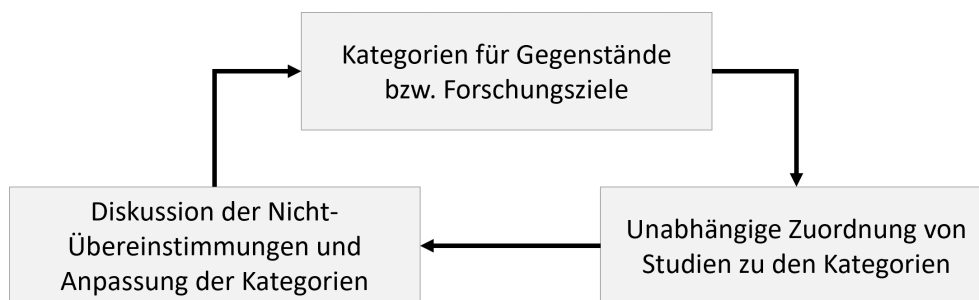 Kategorien für Gegenstände
bzw. Forschungsziele
Diskussion der Nicht-
Übereinstimmungen und
Anpassung der Kategorien
Unabhängige Zuordnung von
Studien zu den Kategorien